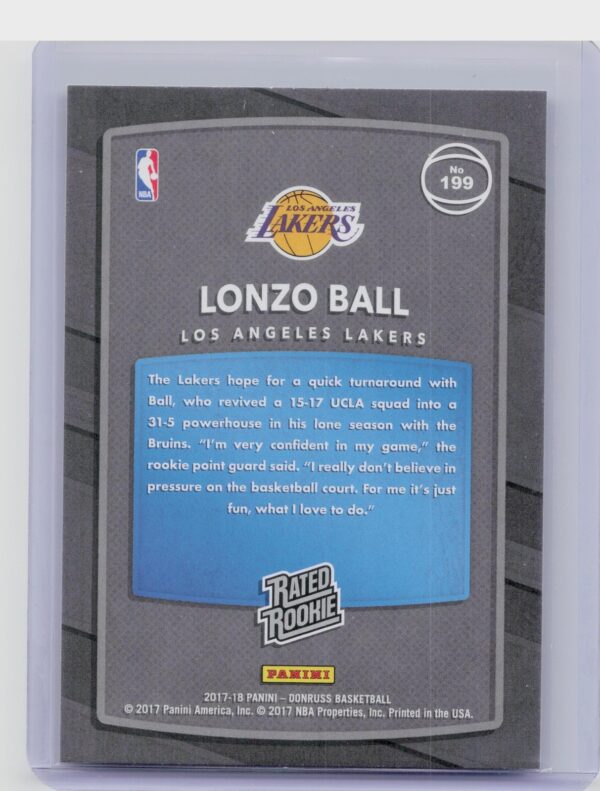 NBA
No
199
LOS ANGELES
LAKERS
LONZO BALL
LOS ANGELES LAKERS
The Lakers hope for a quick turnaround with
Ball, who revived a 15-17 UCLA squad into a
31-5 powerhouse in his lone season with the
Bruins. “I’m very confident in my game,” the
rookie point guard said. “I really don’t believe in
pressure on the basketball court. For me it’s just
fun, what I love to do.”
RATED
ROOKIE
PANINI
2017-18 PANINI – DONRUSS BASKETBALL
© 2017 Panini America, Inc. © 2017 NBA Properties, Inc. Printed in the USA.